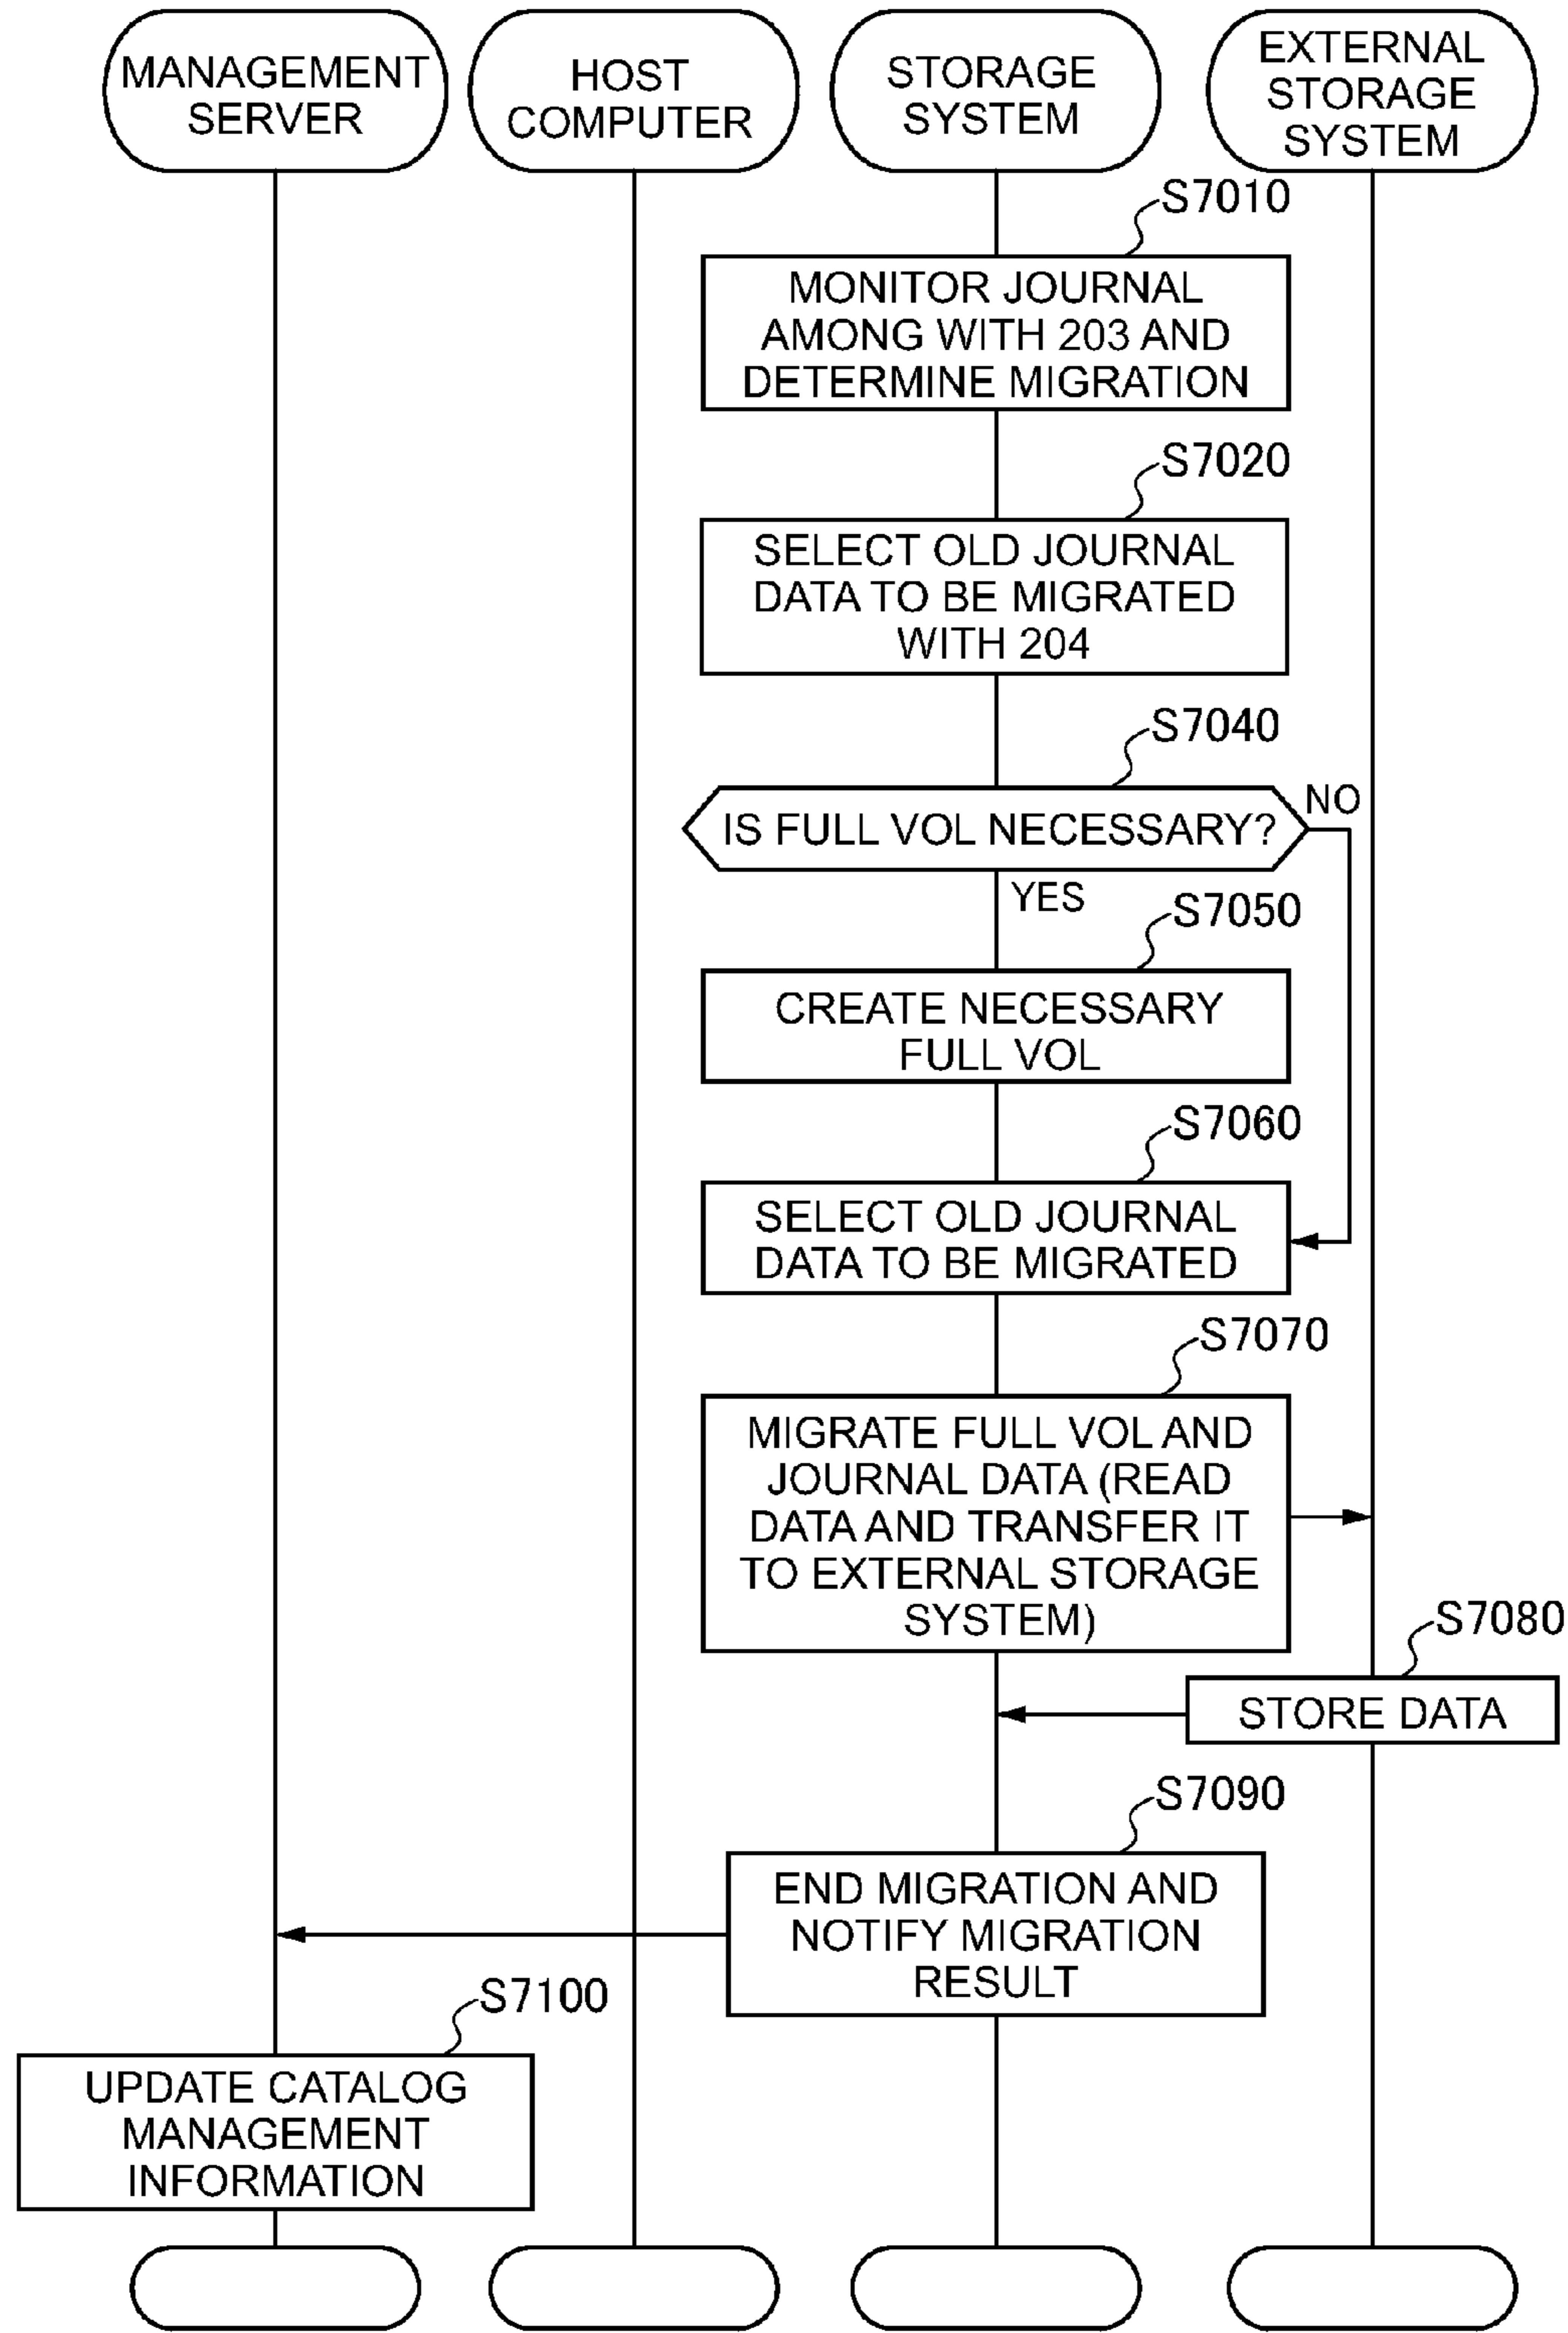 MANAGEMENT
SERVER
HOST
COMPUTER
STORAGE
SYSTEM
EXTERNAL
STORAGE
SYSTEM
S7010
MONITOR JOURNAL
AMONG WITH 203 AND
DETERMINE MIGRATION
S7020
SELECT OLD JOURNAL
DATA TO BE MIGRATED
WITH 204
S7040
IS FULL VOL NECESSARY?
NO
YES
S7050
CREATE NECESSARY
FULL VOL
S7060
SELECT OLD JOURNAL
DATA TO BE MIGRATED
S7070
MIGRATE FULL VOL AND
JOURNAL DATA (READ
DATA AND TRANSFER IT
TO EXTERNAL STORAGE
SYSTEM)
S7080
STORE DATA
S7090
END MIGRATION AND
NOTIFY MIGRATION
RESULT
S7100
UPDATE CATALOG
MANAGEMENT
INFORMATION